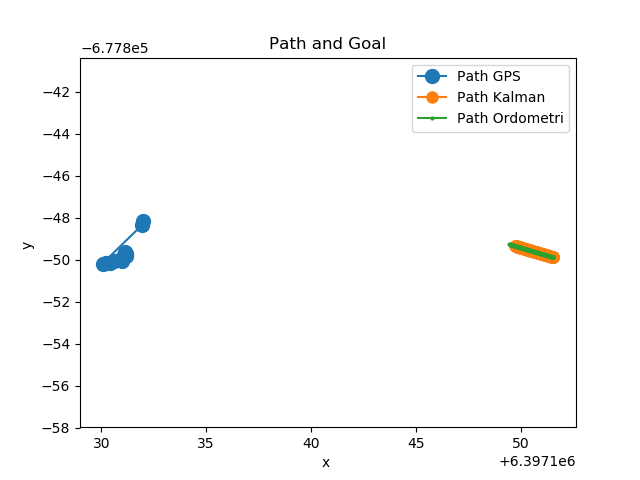 Path and Goal
−6.778e5
Path GPS
Path Kalman
Path Ordometri
−42
−44
−46
−48
−50
−52
−54
−56
−58
y
30
35
40
45
50
x
+6.3971e6